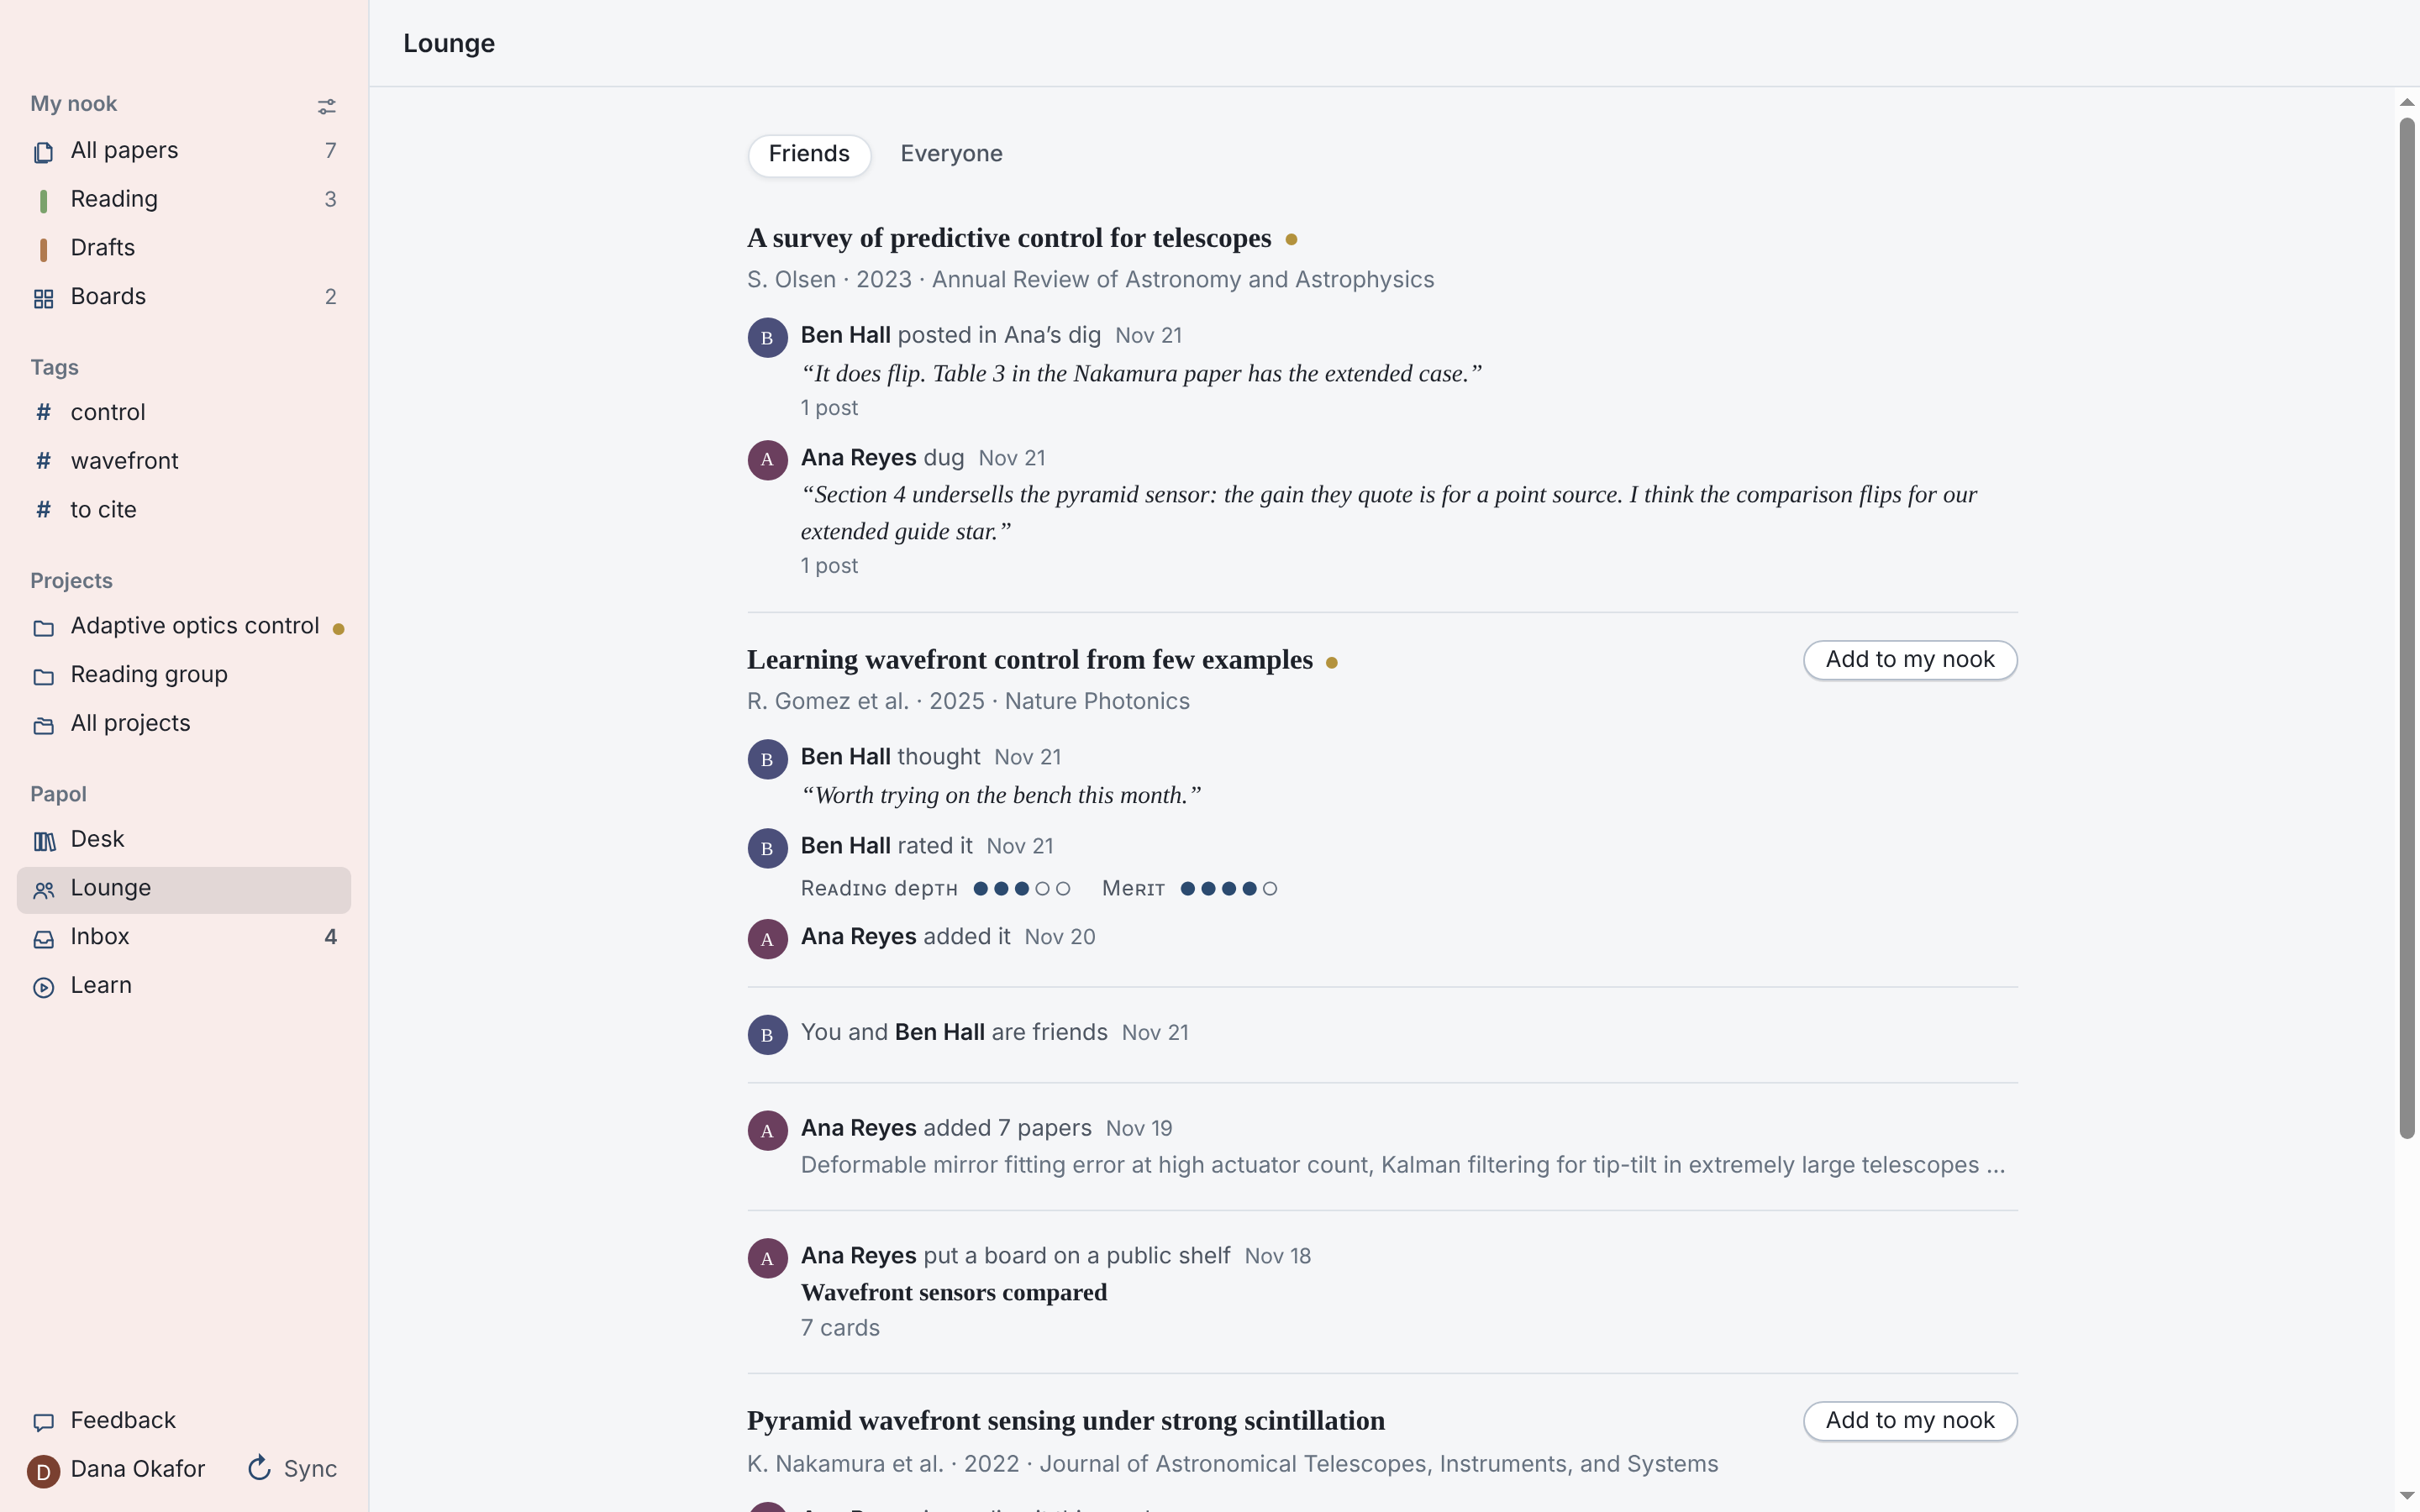 Lounge
My nook
All papers 7
Reading 3
Drafts
Boards 2
Tags
# control
# wavefront
# to cite
Projects
Adaptive optics control
Reading group
All projects
Papol
Desk
Lounge
Inbox 4
Learn
Feedback
D Dana Okafor Sync
Friends Everyone
A survey of predictive control for telescopes
S. Olsen · 2023 · Annual Review of Astronomy and Astrophysics
B Ben Hall posted in Ana’s dig Nov 21
“It does flip. Table 3 in the Nakamura paper has the extended case.”
1 post
A Ana Reyes dug Nov 21
“Section 4 undersells the pyramid sensor: the gain they quote is for a point source. I think the comparison flips for our
extended guide star.”
1 post
Learning wavefront control from few examples Add to my nook
R. Gomez et al. · 2025 · Nature Photonics
B Ben Hall thought Nov 21
“Worth trying on the bench this month.”
B Ben Hall rated it Nov 21
Reading depth Merit
A Ana Reyes added it Nov 20
B You and Ben Hall are friends Nov 21
A Ana Reyes added 7 papers Nov 19
Deformable mirror fitting error at high actuator count, Kalman filtering for tip-tilt in extremely large telescopes ...
A Ana Reyes put a board on a public shelf Nov 18
Wavefront sensors compared
7 cards
Pyramid wavefront sensing under strong scintillation Add to my nook
K. Nakamura et al. · 2022 · Journal of Astronomical Telescopes, Instruments, and Systems